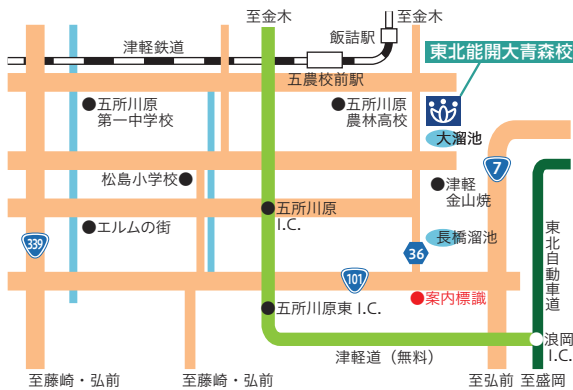 至金木
至金木
飯詰駅
津軽鉄道
東北能開大青森校
五農校前駅
五所川原
第一中学校
五所川原
農林高校
大溜池
7
松島小学校
津軽
金山焼
五所川原
I.C.
エルムの街
長橋溜池
339
36
101
東北自動車道
案内標識
五所川原東 I.C.
浪岡
I.C.
津軽道（無料）
至藤崎・弘前
至藤崎・弘前
至弘前
至盛岡